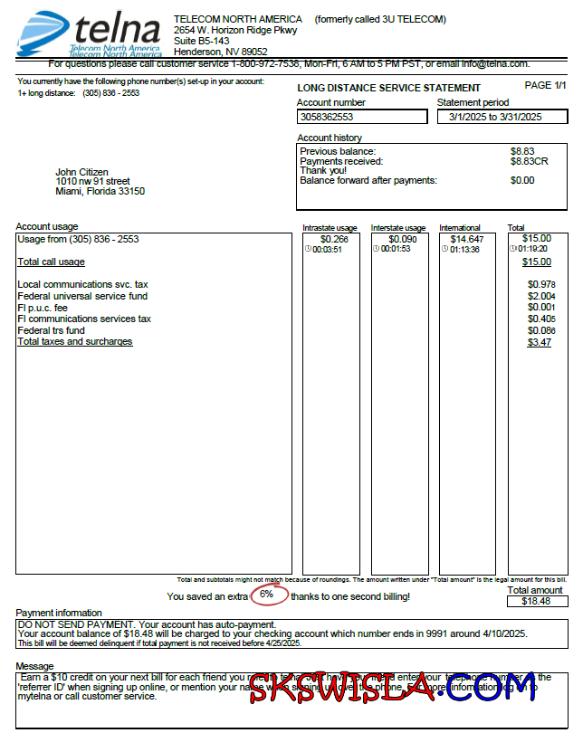 telna
Telecom North America
Telecom North America
TELECOM NORTH AMERICA (formerly called 3U TELECOM)
2654 W. Horizon Ridge Pkwy
Suite B5-143
Henderson, NV 89052
For questions please call customer service 1-800-972-7538, Mon-Fri, 6 AM to 5 PM PST, or email info@telna.com.
You currently have the following phone number(s) set-up in your account:
1+ long distance: (305) 836 - 2553
LONG DISTANCE SERVICE STATEMENT PAGE 1/1
Account number Statement period
3058362553 3/1/2025 to 3/31/2025
Account history
Previous balance: $8.83
Payments received: $8.83CR
Thank you!
Balance forward after payments: $0.00
John Citizen
1010 nw 91 street
Miami, Florida 33150
Account usage Intrastate usage Interstate usage International Total
Usage from (305) 836 - 2553 $0.266 $0.090 $14.647 $15.00
00:03:51 00:01:53 01:13:36 01:19:20
Total call usage $15.00
Local communications svc. tax $0.978
Federal universal service fund $2.004
Fl p.u.c. fee $0.001
Fl communications services tax $0.405
Federal trs fund $0.086
Total taxes and surcharges $3.47
Total and subtotals might not match because of roundings. The amount written under "Total amount" is the legal amount for this bill.
You saved an extra 6% thanks to one second billing!
Total amount
$18.48
Payment information
DO NOT SEND PAYMENT. Your account has auto-payment.
Your account balance of $18.48 will be charged to your checking account which number ends in 9991 around 4/10/2025.
This bill will be deemed delinquent if total payment is not received before 4/25/2025.
Message
Earn a $10 credit on your next bill for each friend you
'referrer ID' when signing up online, or mention your
mytelna or call customer service.
SKSWISLA.COM